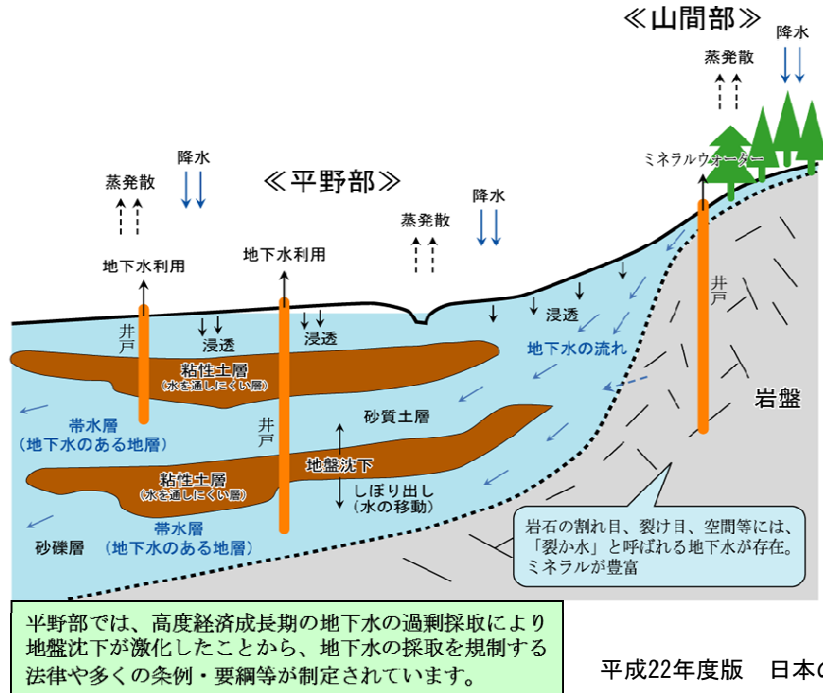 ≪山間部≫
降水
蒸発散
ミネラルウォーター
降水
蒸発散
≪平野部≫
降水
蒸発散
地下水利用
地下水利用
井戸
井戸
浸透
浸透
浸透
地下水の流れ
粘性土層
(水を通しにくい層)
岩盤
帯水層
(地下水のある地層)
井戸
砂質土層
地盤沈下
粘性土層
(水を通しにくい層)
しぼり出し
(水の移動)
帯水層
(地下水のある地層)
砂礫層
岩石の割れ目、裂け目、空間等には、
「裂か水」と呼ばれる地下水が存在。
ミネラルが豊富
平野部では、高度経済成長期の地下水の過剰採取により
地盤沈下が激化したことから、地下水の採取を規制する
法律や多くの条例・要綱等が制定されています。
平成22年度版　日本の